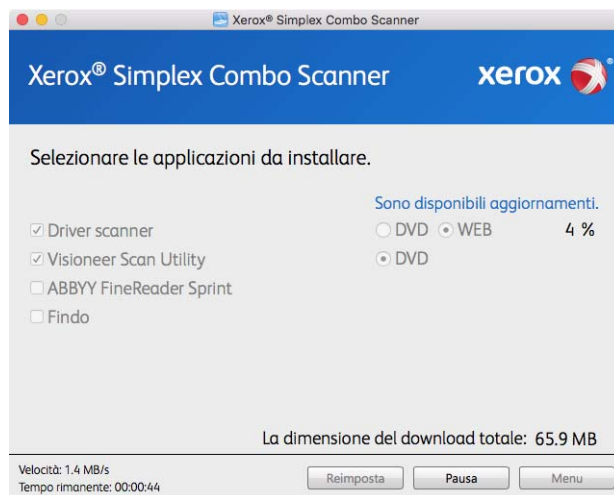 Xerox® Simplex Combo Scanner
Xerox® Simplex Combo Scanner
xerox®
Selezionare le applicazioni da installare.
Sono disponibili aggiornamenti.
Driver scanner DVD WEB 4 %
Visioneer Scan Utility DVD
ABBYY FineReader Sprint
Findo
La dimensione del download totale: 65.9 MB
Velocità: 1.4 MB/s
Tempo rimanente: 00:00:44
Reimposta Pausa Menu